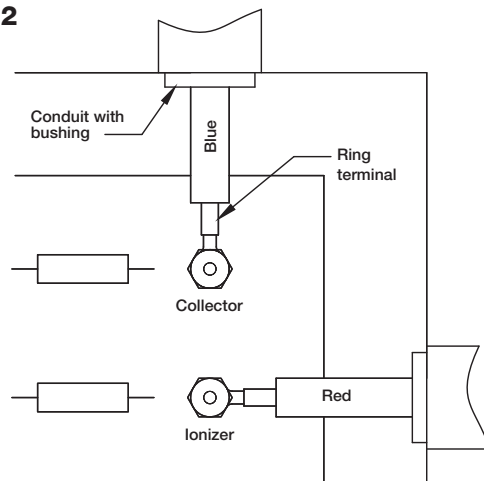 2
Conduit with
bushing
Blue
Ring
terminal
Collector
Red
Ionizer